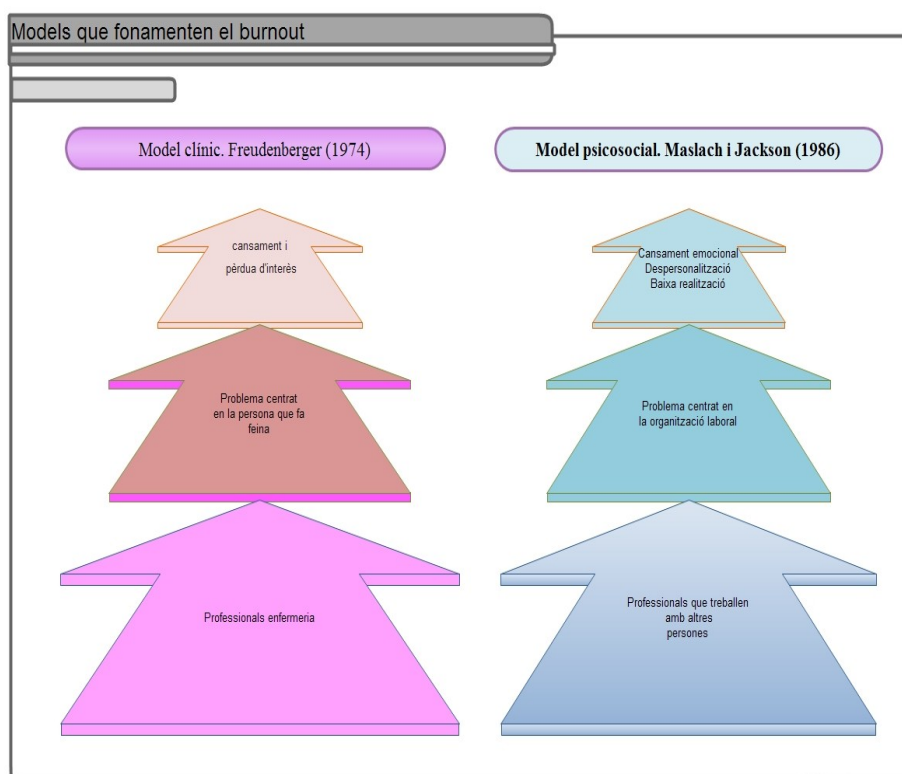 Models que fonamenten el burnout
Model clínic. Freudenberger (1974)
cansament i
pèrdua d'interès
Problema centrat
en la persona que fa
feina
Professionals enfermeria
Model psicosocial. Maslach i Jackson (1986)
Cansament emocional
Despersonalització
Baixa realització
Problema centrat en
la organització laboral
Professionals que treballen
amb altres
persones